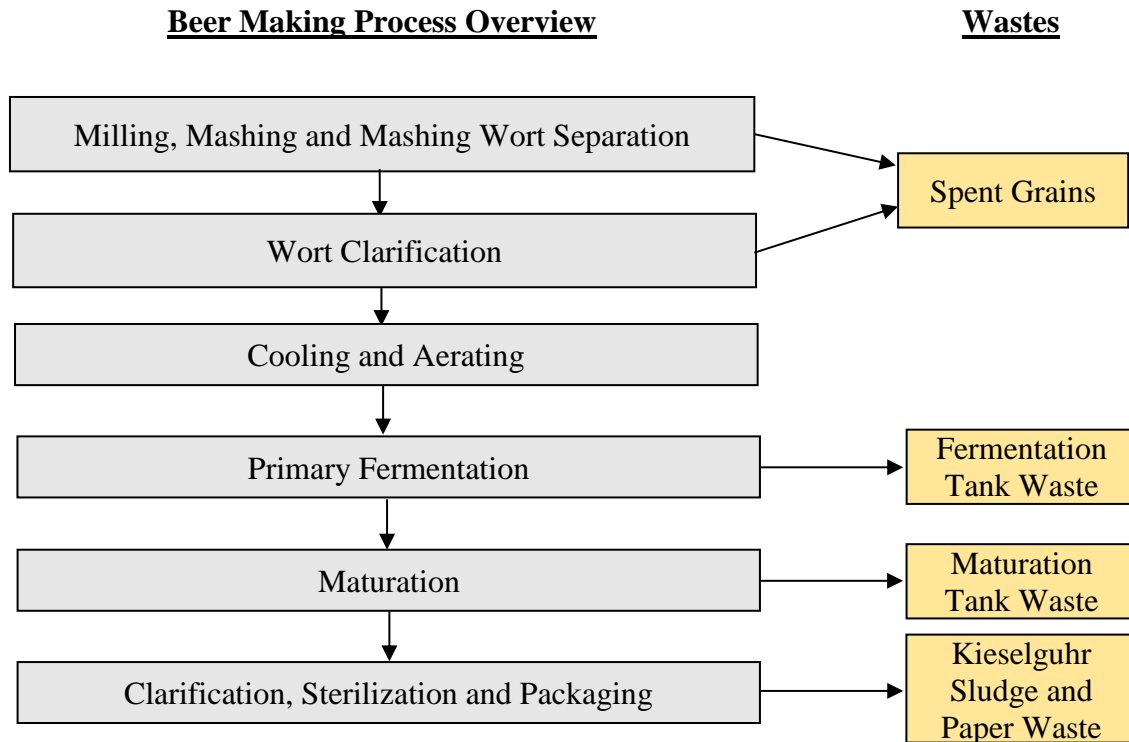 Beer Making Process Overview
Wastes
Milling, Mashing and Mashing Wort Separation
Spent Grains
Wort Clarification
Cooling and Aerating
Primary Fermentation
Fermentation
Tank Waste
Maturation
Maturation
Tank Waste
Clarification, Sterilization and Packaging
Kieselguhr
Sludge and
Paper Waste